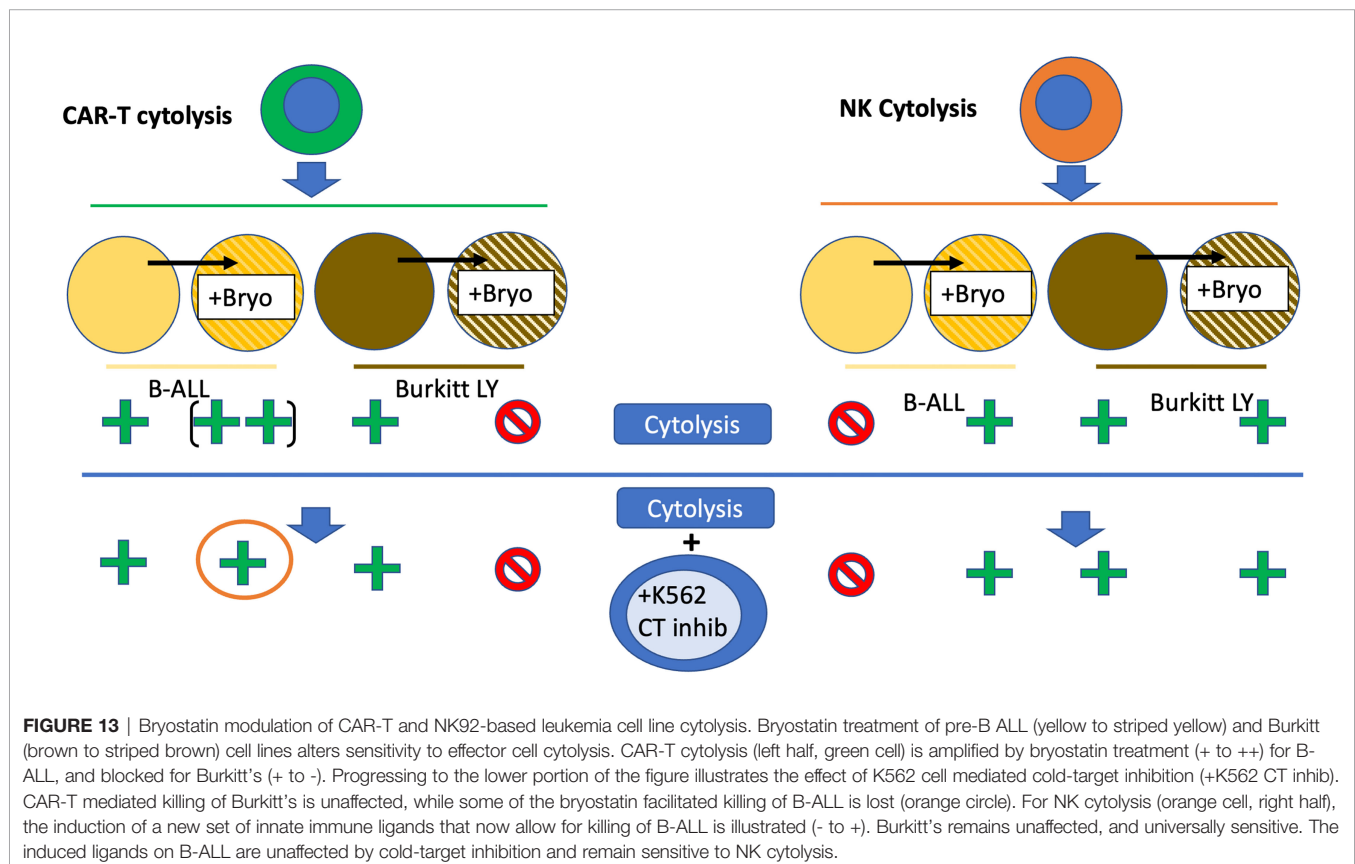 CAR-T cytolysis
NK Cytolysis
+Bryo
+Bryo
+Bryo
+Bryo
B-ALL
Burkitt LY
B-ALL
Burkitt LY
Cytolysis
Cytolysis
+
+K562
CT inhib
FIGURE 13 | Bryostatin modulation of CAR-T and NK92-based leukemia cell line cytolysis. Bryostatin treatment of pre-B ALL (yellow to striped yellow) and Burkitt
(brown to striped brown) cell lines alters sensitivity to effector cell cytolysis. CAR-T cytolysis (left half, green cell) is amplified by bryostatin treatment (+ to ++) for B-
ALL, and blocked for Burkitt's (+ to -). Progressing to the lower portion of the figure illustrates the effect of K562 cell mediated cold-target inhibition (+K562 CT inhib).
CAR-T mediated killing of Burkitt's is unaffected, while some of the bryostatin facilitated killing of B-ALL is lost (orange circle). For NK cytolysis (orange cell, right half),
the induction of a new set of innate immune ligands that now allow for killing of B-ALL is illustrated (- to +). Burkitt's remains unaffected, and universally sensitive. The
induced ligands on B-ALL are unaffected by cold-target inhibition and remain sensitive to NK cytolysis.